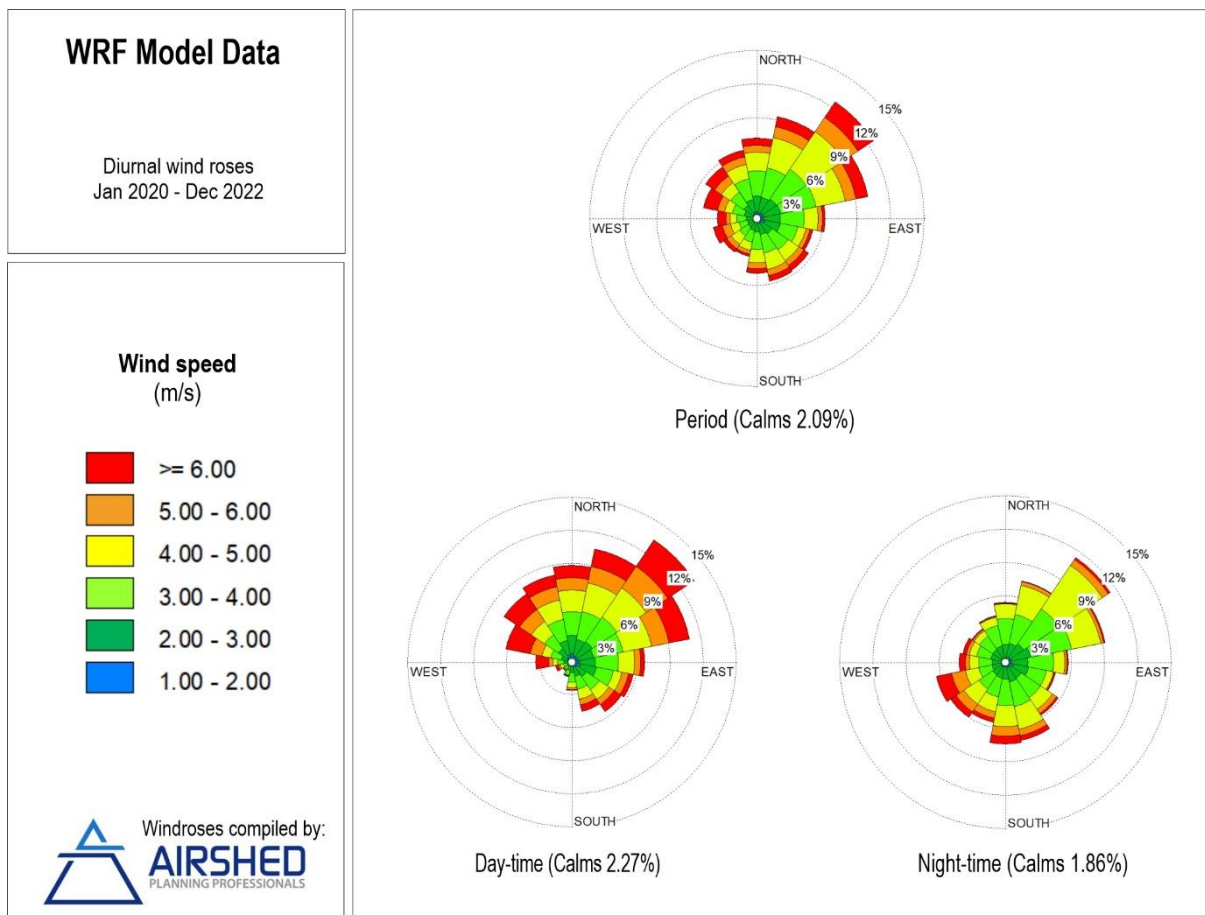 WRF Model Data
Diurnal wind roses
Jan 2020 - Dec 2022
Wind speed
(m/s)
>= 6.00
5.00 - 6.00
4.00 - 5.00
3.00 - 4.00
2.00 - 3.00
1.00 - 2.00
Windroses compiled by:
AIRSHED
PLANNING PROFESSIONALS
NORTH
15%
12%
9%
6%
3%
WEST
EAST
SOUTH
Period (Calms 2.09%)
NORTH
15%
12%
9%
6%
3%
WEST
EAST
SOUTH
Day-time (Calms 2.27%)
NORTH
15%
12%
9%
6%
3%
WEST
EAST
SOUTH
Night-time (Calms 1.86%)